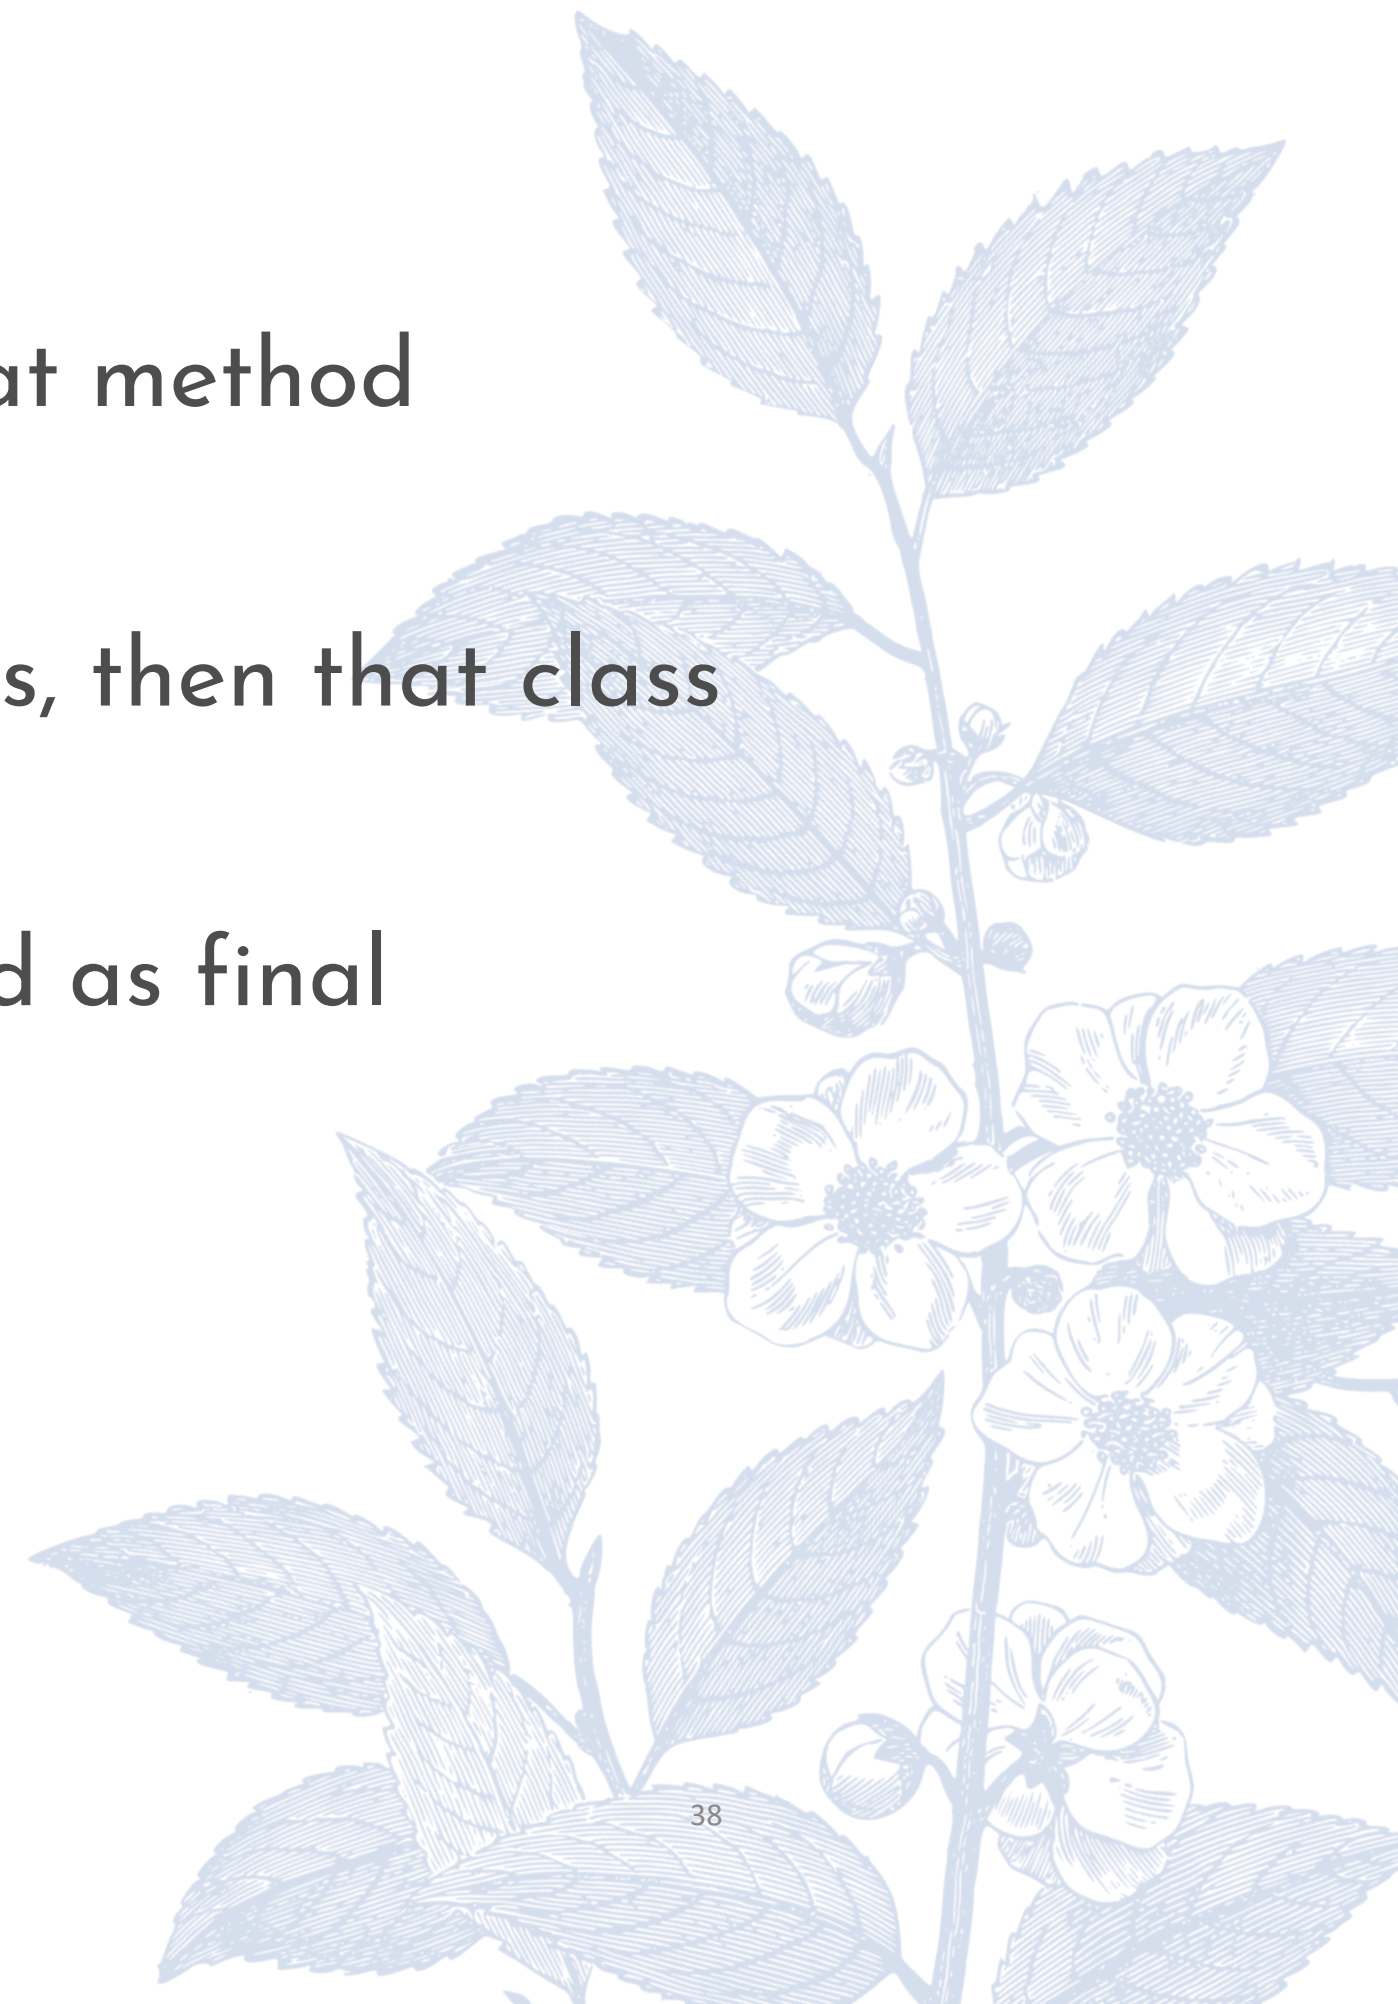 at method
s, then that class
d as final
38